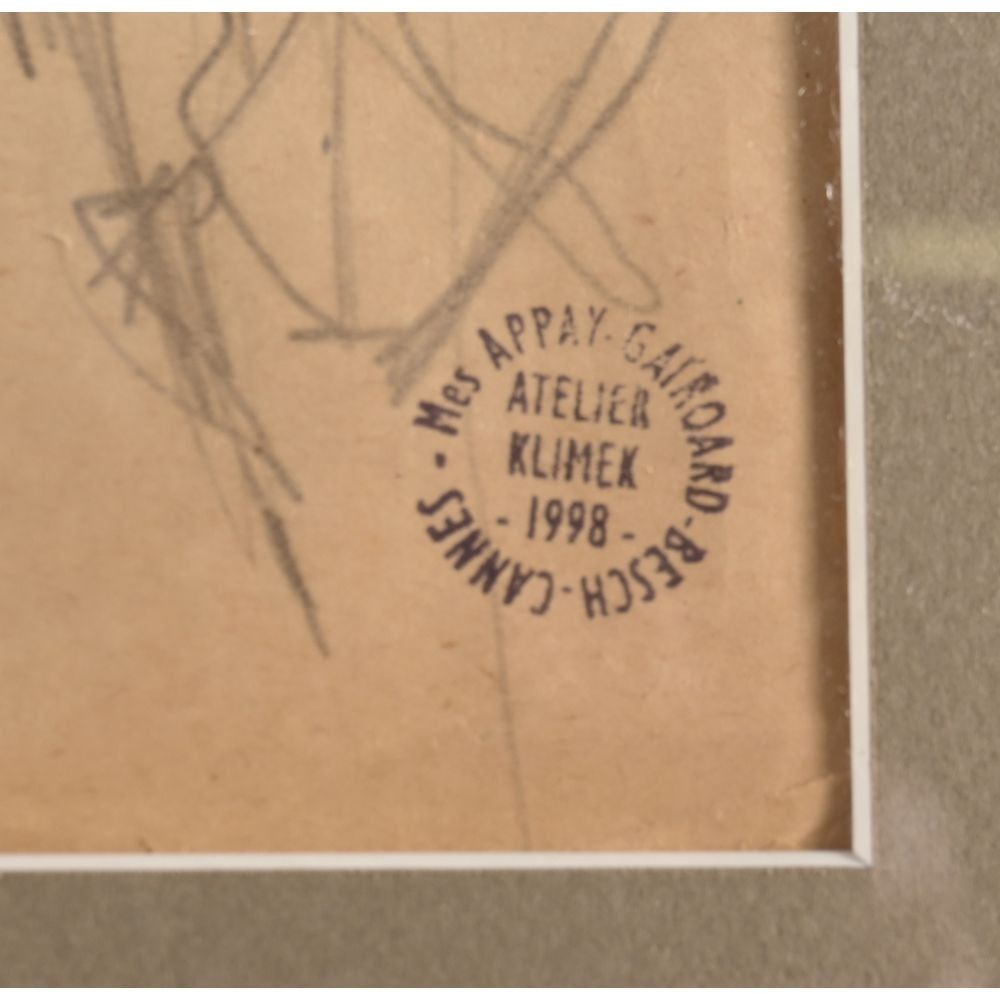 Mes APPAY-GAIROARD-BESCH-CANNES
ATELIER
KLIMEK
-1998-